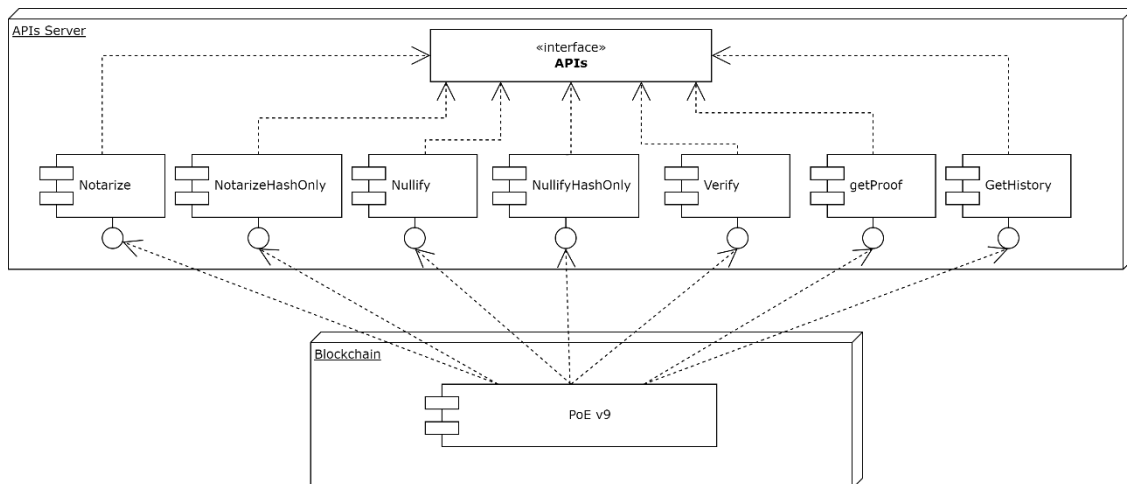 APIs Server
«interface»
APIs
Notarize
NotarizeHashOnly
Nullify
NullifyHashOnly
Verify
getProof
GetHistory
Blockchain
PoE v9